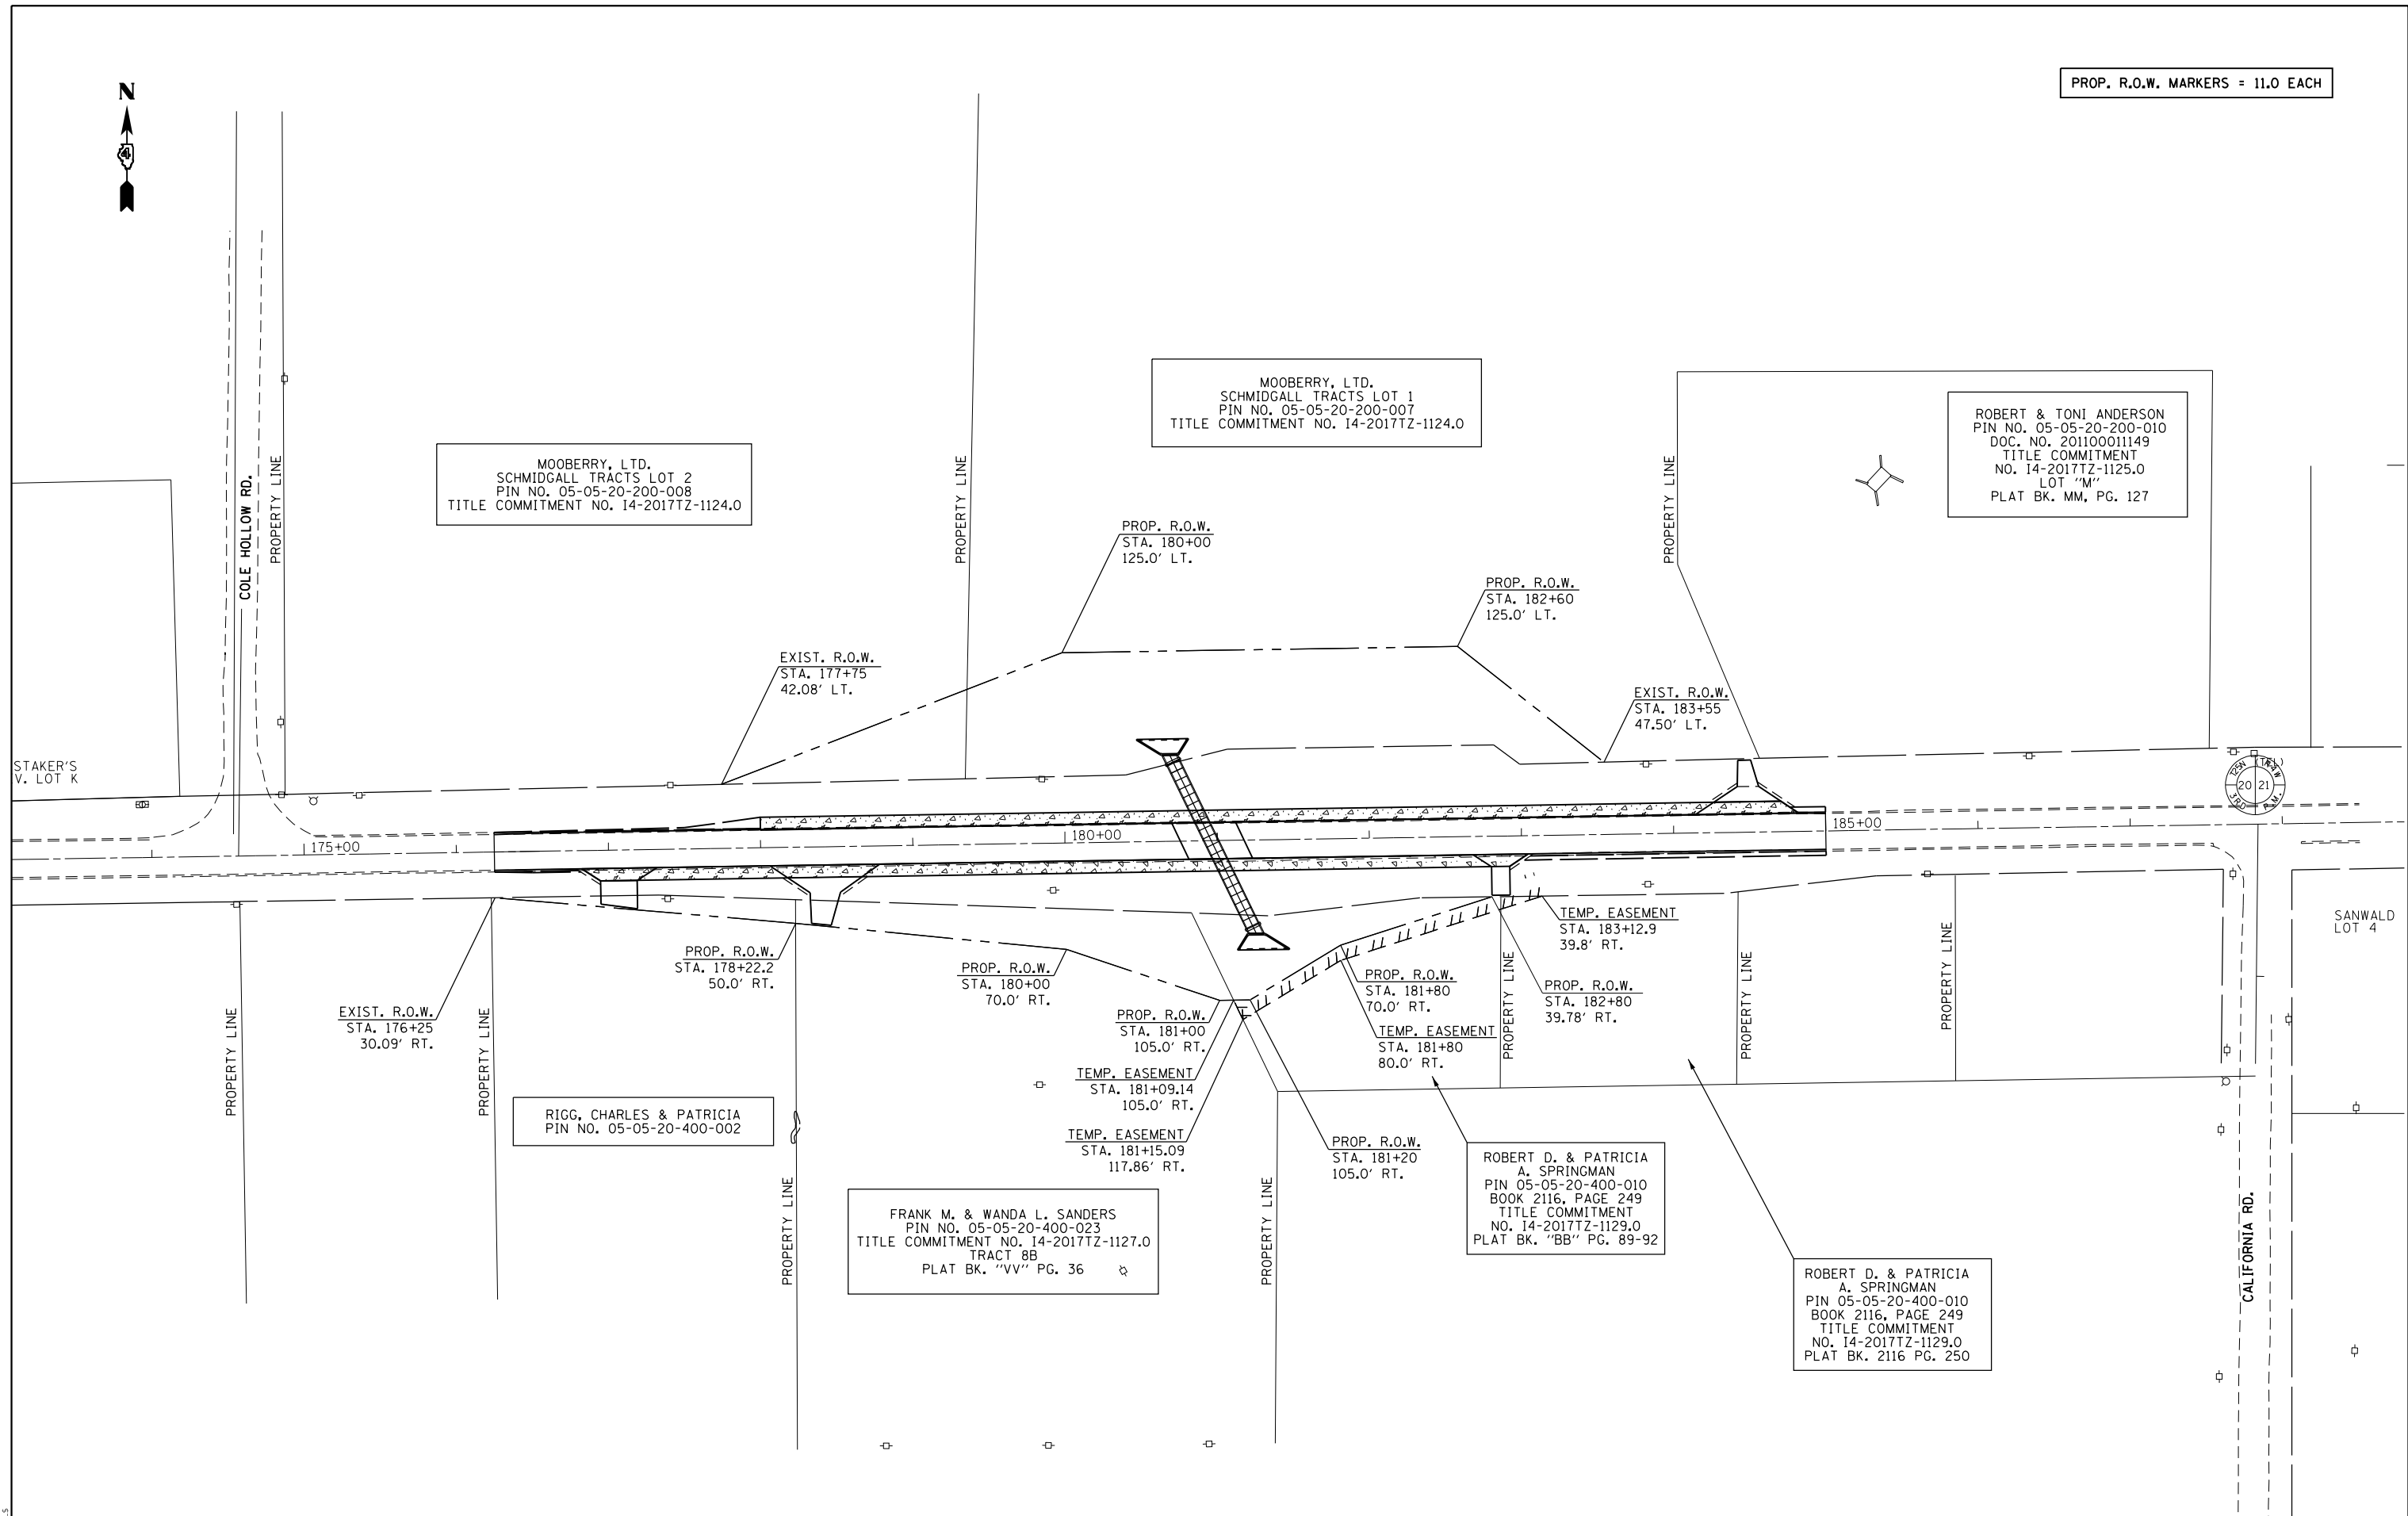 PROP. R.O.W. MARKERS = 11.0 EACH
N
4
MOOBERRY, LTD.
SCHMIDGALL TRACTS LOT 1
PIN NO. 05-05-20-200-007
TITLE COMMITMENT NO. I4-2017TZ-1124.0
ROBERT & TONI ANDERSON
PIN NO. 05-05-20-200-010
DOC. NO. 201100011149
TITLE COMMITMENT
NO. I4-2017TZ-1125.0
LOT "M"
PLAT BK. MM, PG. 127
MOOBERRY, LTD.
SCHMIDGALL TRACTS LOT 2
PIN NO. 05-05-20-200-008
TITLE COMMITMENT NO. I4-2017TZ-1124.0
COLE HOLLOW RD.
PROPERTY LINE
PROPERTY LINE
PROPERTY LINE
PROP. R.O.W.
STA. 180+00
125.0' LT.
PROP. R.O.W.
STA. 182+60
125.0' LT.
EXIST. R.O.W.
STA. 177+75
42.08' LT.
EXIST. R.O.W.
STA. 183+55
47.50' LT.
STAKER'S
V. LOT K
T25N
R4W
20 21
3RD P.M.
175+00
180+00
185+00
SANWALD
LOT 4
TEMP. EASEMENT
STA. 183+12.9
39.8' RT.
PROP. R.O.W.
STA. 178+22.2
50.0' RT.
PROP. R.O.W.
STA. 180+00
70.0' RT.
PROP. R.O.W.
STA. 181+80
70.0' RT.
PROP. R.O.W.
STA. 182+80
39.78' RT.
EXIST. R.O.W.
STA. 176+25
30.09' RT.
PROP. R.O.W.
STA. 181+00
105.0' RT.
TEMP. EASEMENT
STA. 181+80
80.0' RT.
PROPERTY LINE
PROPERTY LINE
PROPERTY LINE
PROPERTY LINE
PROPERTY LINE
TEMP. EASEMENT
STA. 181+09.14
105.0' RT.
TEMP. EASEMENT
STA. 181+15.09
117.86' RT.
PROP. R.O.W.
STA. 181+20
105.0' RT.
RIGG, CHARLES & PATRICIA
PIN NO. 05-05-20-400-002
ROBERT D. & PATRICIA
A. SPRINGMAN
PIN 05-05-20-400-010
BOOK 2116, PAGE 249
TITLE COMMITMENT
NO. I4-2017TZ-1129.0
PLAT BK. "BB" PG. 89-92
PROPERTY LINE
PROPERTY LINE
FRANK M. & WANDA L. SANDERS
PIN NO. 05-05-20-400-023
TITLE COMMITMENT NO. I4-2017TZ-1127.0
TRACT 8B
PLAT BK. "VV" PG. 36
ROBERT D. & PATRICIA
A. SPRINGMAN
PIN 05-05-20-400-010
BOOK 2116, PAGE 249
TITLE COMMITMENT
NO. I4-2017TZ-1129.0
PLAT BK. 2116 PG. 250
CALIFORNIA RD.